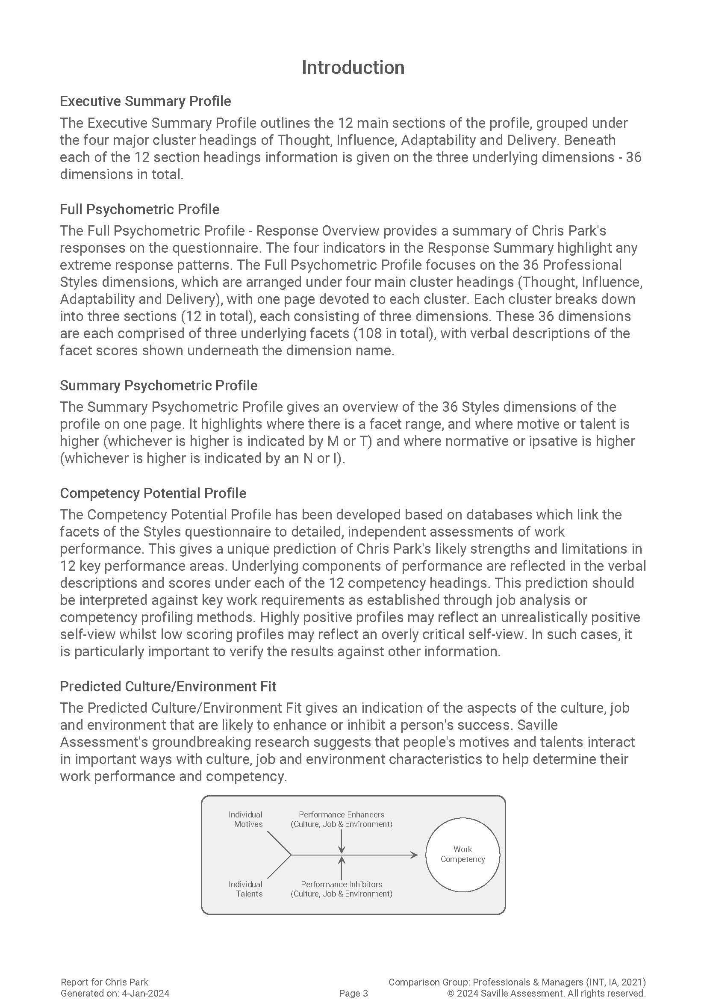 Introduction
Executive Summary Profile
The Executive Summary Profile outlines the 12 main sections of the profile, grouped under
the four major cluster headings of Thought, Influence, Adaptability and Delivery. Beneath
each of the 12 section headings information is given on the three underlying dimensions - 36
dimensions in total.
Full Psychometric Profile
The Full Psychometric Profile - Response Overview provides a summary of Chris Park's
responses on the questionnaire. The four indicators in the Response Summary highlight any
extreme response patterns. The Full Psychometric Profile focuses on the 36 Professional
Styles dimensions, which are arranged under four main cluster headings (Thought, Influence,
Adaptability and Delivery), with one page devoted to each cluster. Each cluster breaks down
into three sections (12 in total), each consisting of three dimensions. These 36 dimensions
are each comprised of three underlying facets (108 in total), with verbal descriptions of the
facet scores shown underneath the dimension name.
Summary Psychometric Profile
The Summary Psychometric Profile gives an overview of the 36 Styles dimensions of the
profile on one page. It highlights where there is a facet range, and where motive or talent is
higher (whichever is higher is indicated by M or T) and where normative or ipsative is higher
(whichever is higher is indicated by an N or I).
Competency Potential Profile
The Competency Potential Profile has been developed based on databases which link the
facets of the Styles questionnaire to detailed, independent assessments of work
performance. This gives a unique prediction of Chris Park's likely strengths and limitations in
12 key performance areas. Underlying components of performance are reflected in the verbal
descriptions and scores under each of the 12 competency headings. This prediction should
be interpreted against key work requirements as established through job analysis or
competency profiling methods. Highly positive profiles may reflect an unrealistically positive
self-view whilst low scoring profiles may reflect an overly critical self-view. In such cases, it
is particularly important to verify the results against other information.
Predicted Culture/Environment Fit
The Predicted Culture/Environment Fit gives an indication of the aspects of the culture, job
and environment that are likely to enhance or inhibit a person's success. Saville
Assessment's groundbreaking research suggests that people's motives and talents interact
in important ways with culture, job and environment characteristics to help determine their
work performance and competency.
Individual
Motives
Performance Enhancers
(Culture, Job & Environment)
Work
Competency
Individual
Talents
Performance Inhibitors
(Culture, Job & Environment)
Report for Chris Park
Generated on: 4-Jan-2024
Page 3
Comparison Group: Professionals & Managers (INT, IA, 2021)
© 2024 Saville Assessment. All rights reserved.